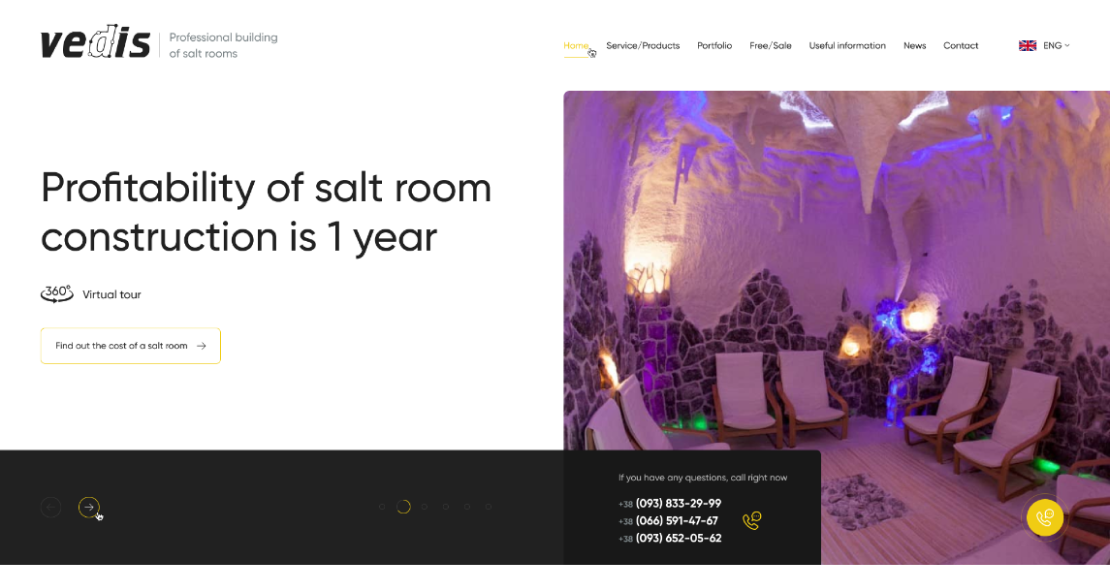 vedis
Professional building
of salt rooms
Home
Service/Products
Portfolio
Free/Sale
Useful information
News
Contact
ENG
Profitability of salt room
construction is 1 year
360°
Virtual tour
Find out the cost of a salt room
If you have any questions, call right now
+38 (093) 833-29-99
+38 (066) 591-47-67
+38 (093) 652-05-62